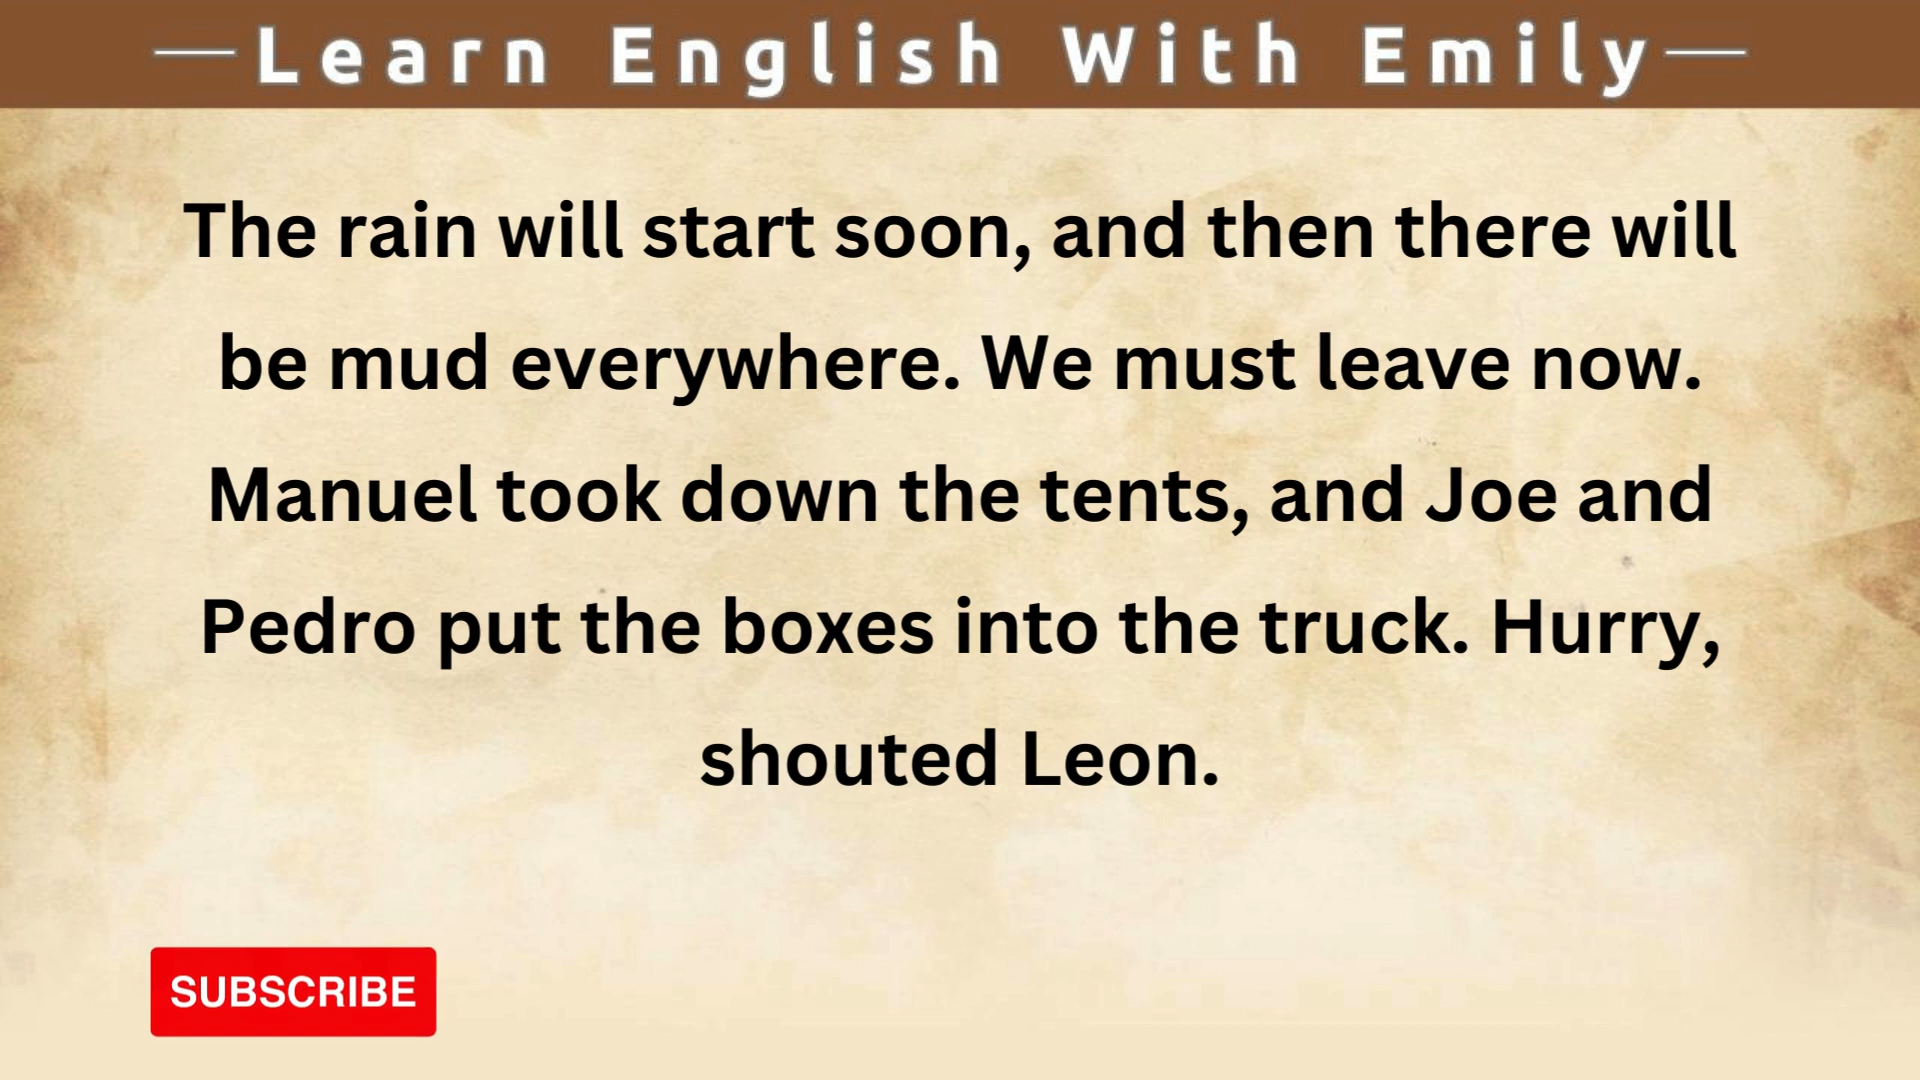 Learn English With Emily
The rain will start soon, and then there will
be mud everywhere. We must leave now.
Manuel took down the tents, and Joe and
Pedro put the boxes into the truck. Hurry,
shouted Leon.
SUBSCRIBE